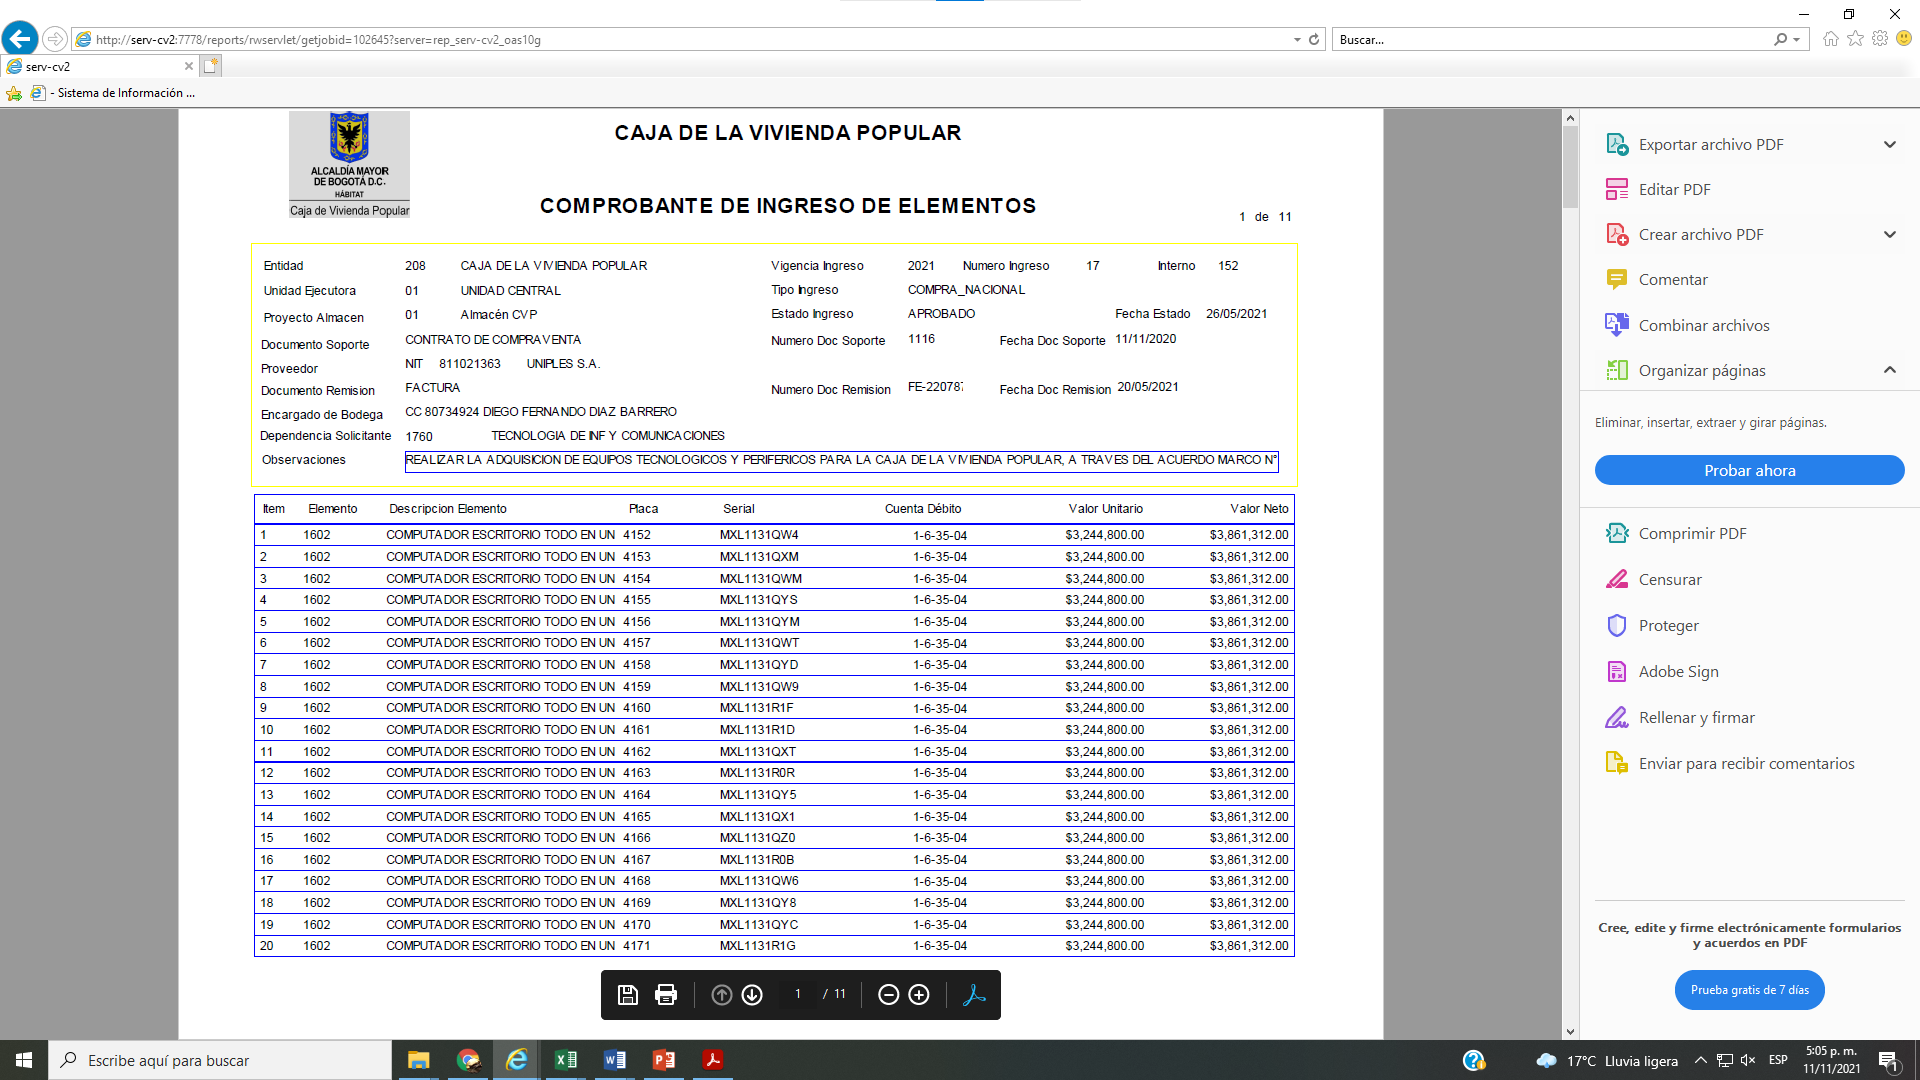 http://serv-cv2:7778/reports/rwservlet/getjobid=102645?server=rep_serv-cv2_oas10g
Buscar...
serv-cv2
- Sistema de Información ...
ALCALDÍA MAYOR
DE BOGOTÁ D.C.
HÁBITAT
Caja de Vivienda Popular
CAJA DE LA VIVIENDA POPULAR
COMPROBANTE DE INGRESO DE ELEMENTOS
1 de 11
Entidad 208 CAJA DE LA VIVIENDA POPULAR Vigencia Ingreso 2021 Numero Ingreso 17 Interno 152
Unidad Ejecutora 01 UNIDAD CENTRAL Tipo Ingreso COMPRA_NACIONAL
Proyecto Almacen 01 Almacén CVP Estado Ingreso APROBADO Fecha Estado 26/05/2021
Documento Soporte CONTRATO DE COMPRAVENTA Numero Doc Soporte 1116 Fecha Doc Soporte 11/11/2020
Proveedor NIT 811021363 UNIPLES S.A.
Documento Remision FACTURA Numero Doc Remision FE-220787 Fecha Doc Remision 20/05/2021
Encargado de Bodega CC 80734924 DIEGO FERNANDO DIAZ BARRERO
Dependencia Solicitante 1760 TECNOLOGIA DE INF Y COMUNICACIONES
Observaciones REALIZAR LA ADQUISICION DE EQUIPOS TECNOLOGICOS Y PERIFERICOS PARA LA CAJA DE LA VIVIENDA POPULAR, A TRAVES DEL ACUERDO MARCO N°
Item Elemento Descripcion Elemento Placa Serial Cuenta Débito Valor Unitario Valor Neto
1 1602 COMPUTADOR ESCRITORIO TODO EN UN 4152 MXL1131QW4 1-6-35-04 $3,244,800.00 $3,861,312.00
2 1602 COMPUTADOR ESCRITORIO TODO EN UN 4153 MXL1131QXM 1-6-35-04 $3,244,800.00 $3,861,312.00
3 1602 COMPUTADOR ESCRITORIO TODO EN UN 4154 MXL1131QWM 1-6-35-04 $3,244,800.00 $3,861,312.00
4 1602 COMPUTADOR ESCRITORIO TODO EN UN 4155 MXL1131QYS 1-6-35-04 $3,244,800.00 $3,861,312.00
5 1602 COMPUTADOR ESCRITORIO TODO EN UN 4156 MXL1131QYM 1-6-35-04 $3,244,800.00 $3,861,312.00
6 1602 COMPUTADOR ESCRITORIO TODO EN UN 4157 MXL1131QWT 1-6-35-04 $3,244,800.00 $3,861,312.00
7 1602 COMPUTADOR ESCRITORIO TODO EN UN 4158 MXL1131QYD 1-6-35-04 $3,244,800.00 $3,861,312.00
8 1602 COMPUTADOR ESCRITORIO TODO EN UN 4159 MXL1131QW9 1-6-35-04 $3,244,800.00 $3,861,312.00
9 1602 COMPUTADOR ESCRITORIO TODO EN UN 4160 MXL1131R1F 1-6-35-04 $3,244,800.00 $3,861,312.00
10 1602 COMPUTADOR ESCRITORIO TODO EN UN 4161 MXL1131R1D 1-6-35-04 $3,244,800.00 $3,861,312.00
11 1602 COMPUTADOR ESCRITORIO TODO EN UN 4162 MXL1131QXT 1-6-35-04 $3,244,800.00 $3,861,312.00
12 1602 COMPUTADOR ESCRITORIO TODO EN UN 4163 MXL1131R0R 1-6-35-04 $3,244,800.00 $3,861,312.00
13 1602 COMPUTADOR ESCRITORIO TODO EN UN 4164 MXL1131QY5 1-6-35-04 $3,244,800.00 $3,861,312.00
14 1602 COMPUTADOR ESCRITORIO TODO EN UN 4165 MXL1131QX1 1-6-35-04 $3,244,800.00 $3,861,312.00
15 1602 COMPUTADOR ESCRITORIO TODO EN UN 4166 MXL1131QZ0 1-6-35-04 $3,244,800.00 $3,861,312.00
16 1602 COMPUTADOR ESCRITORIO TODO EN UN 4167 MXL1131R0B 1-6-35-04 $3,244,800.00 $3,861,312.00
17 1602 COMPUTADOR ESCRITORIO TODO EN UN 4168 MXL1131QW6 1-6-35-04 $3,244,800.00 $3,861,312.00
18 1602 COMPUTADOR ESCRITORIO TODO EN UN 4169 MXL1131QY8 1-6-35-04 $3,244,800.00 $3,861,312.00
19 1602 COMPUTADOR ESCRITORIO TODO EN UN 4170 MXL1131QYC 1-6-35-04 $3,244,800.00 $3,861,312.00
20 1602 COMPUTADOR ESCRITORIO TODO EN UN 4171 MXL1131R1G 1-6-35-04 $3,244,800.00 $3,861,312.00
1 / 11
Exportar archivo PDF
Editar PDF
Crear archivo PDF
Comentar
Combinar archivos
Organizar páginas
Eliminar, insertar, extraer y girar páginas.
Probar ahora
Comprimir PDF
Censurar
Proteger
Adobe Sign
Rellenar y firmar
Enviar para recibir comentarios
Cree, edite y firme electrónicamente formularios
y acuerdos en PDF
Prueba gratis de 7 días
Escribe aquí para buscar
17°C Lluvia ligera
ESP
5:05 p. m.
11/11/2021
1